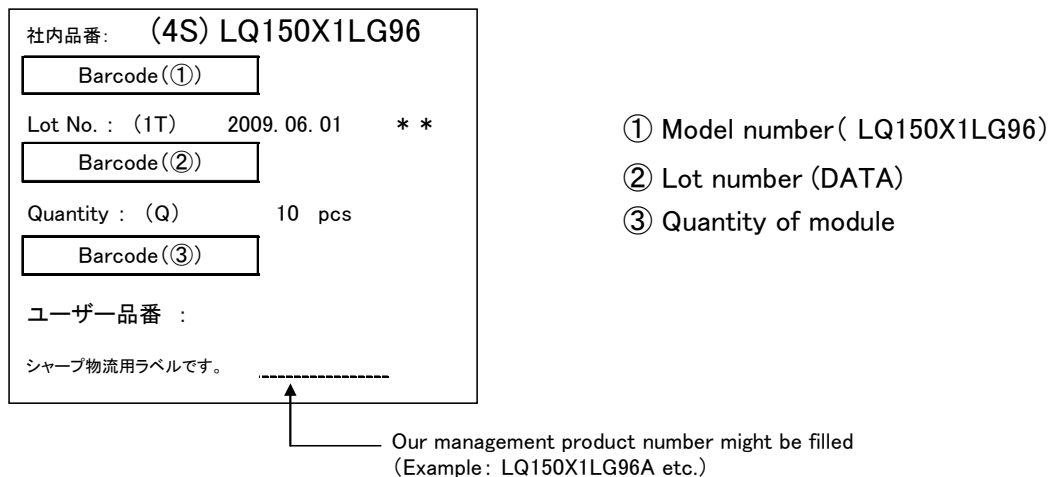 社内品番: (4S) LQ150X1LG96
Barcode(①)
Lot No. : (1T) 2009. 06. 01 * *
Barcode(②)
Quantity : (Q) 10 pcs
Barcode(③)
ユーザー品番 :
シャープ物流用ラベルです。
① Model number( LQ150X1LG96)
② Lot number (DATA)
③ Quantity of module
Our management product number might be filled
(Example: LQ150X1LG96A etc.)